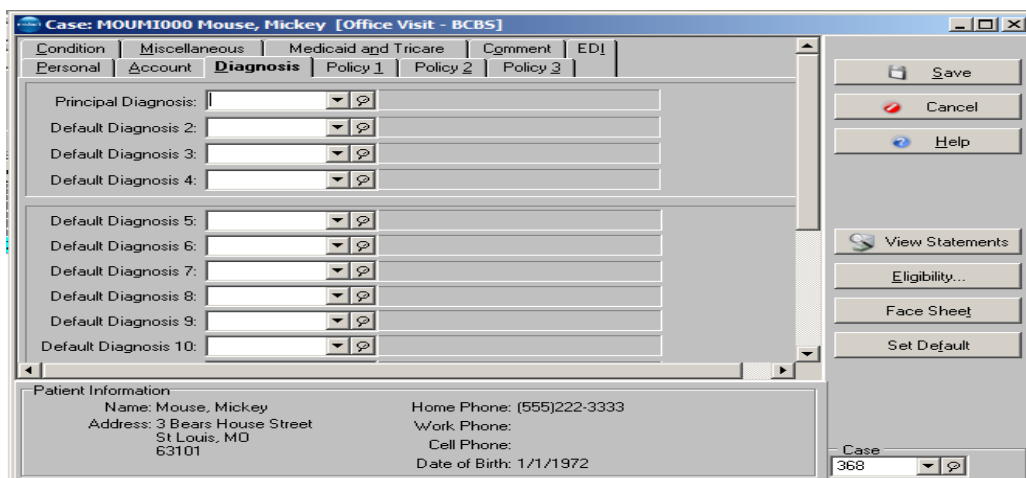 Case: MOUMI000 Mouse, Mickey [Office Visit - BCBS]
Condition Miscellaneous Medicaid and Tricare Comment EDI
Personal Account Diagnosis Policy 1 Policy 2 Policy 3
Principal Diagnosis:
Default Diagnosis 2:
Default Diagnosis 3:
Default Diagnosis 4:
Default Diagnosis 5:
Default Diagnosis 6:
Default Diagnosis 7:
Default Diagnosis 8:
Default Diagnosis 9:
Default Diagnosis 10:
Save
Cancel
Help
View Statements
Eligibility...
Face Sheet
Set Default
Patient Information
Name: Mouse, Mickey
Address: 3 Bears House Street
St Louis, MO
63101
Home Phone: (555)222-3333
Work Phone:
Cell Phone:
Date of Birth: 1/1/1972
Case
368